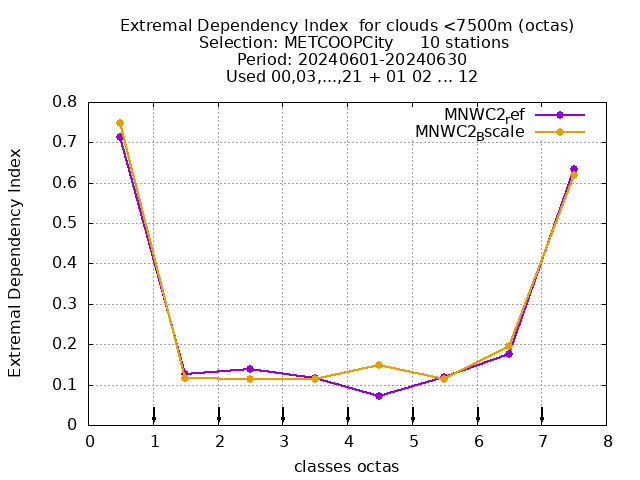 Extremal Dependency Index for clouds <7500m (octas)
Selection: METCOOPCity 10 stations
Period: 20240601-20240630
Used 00,03,...,21 + 01 02 ... 12
MNWC2_ref
MNWC2_Bscale
0.8
0.7
0.6
0.5
0.4
0.3
0.2
0.1
0
Extremal Dependency Index
0 1 2 3 4 5 6 7 8
classes octas